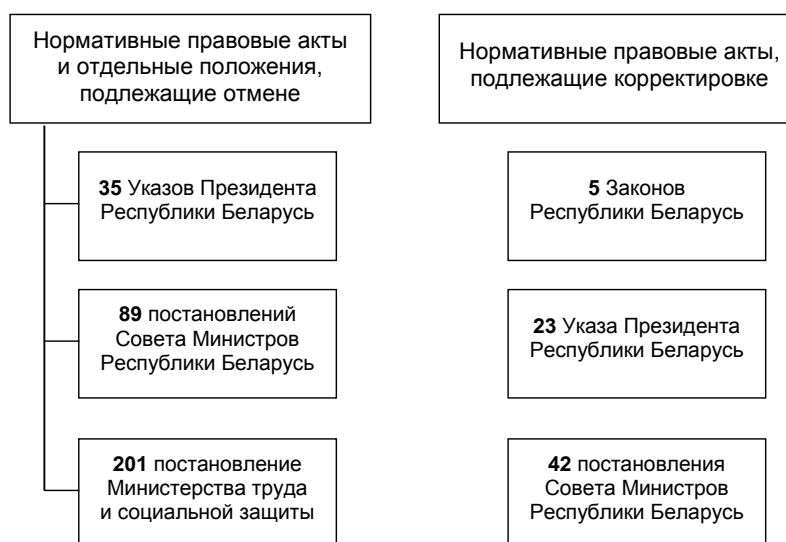 Нормативные правовые акты
и отдельные положения,
подлежащие отмене
35 Указов Президента
Республики Беларусь
89 постановлений
Совета Министров
Республики Беларусь
201 постановление
Министерства труда
и социальной защиты
Нормативные правовые акты,
подлежащие корректировке
5 Законов
Республики Беларусь
23 Указа Президента
Республики Беларусь
42 постановления
Совета Министров
Республики Беларусь